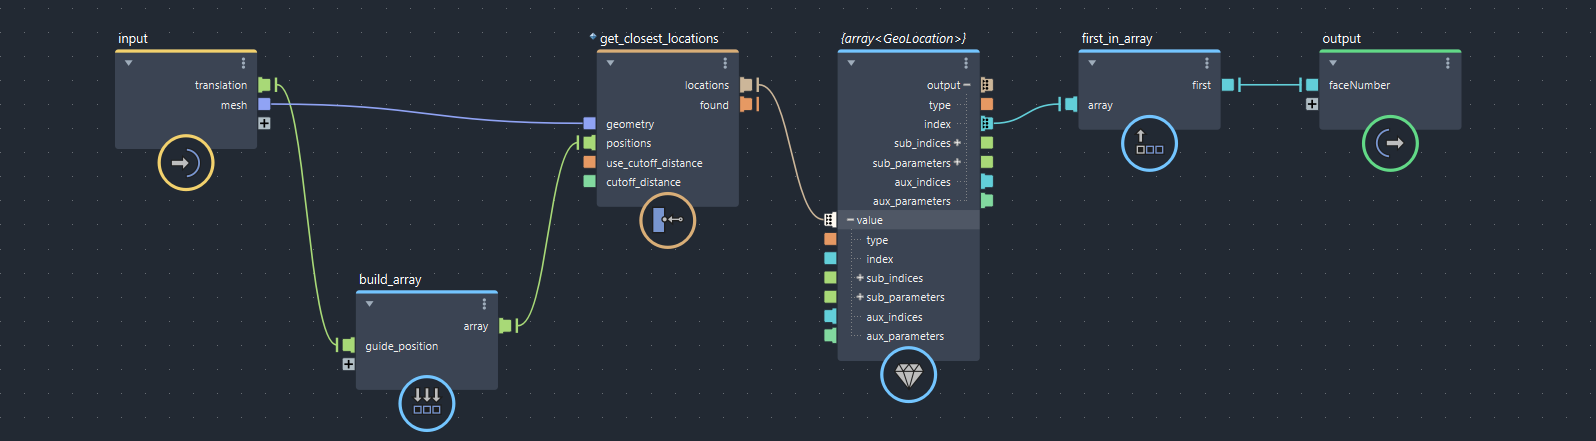 input
translation
mesh
build_array
array
guide_position
get_closest_locations
locations
found
geometry
positions
use_cutoff_distance
cutoff_distance
{array<GeoLocation>}
output
type
index
sub_indices
sub_parameters
aux_indices
aux_parameters
value
type
index
sub_indices
sub_parameters
aux_indices
aux_parameters
first_in_array
first
array
output
faceNumber